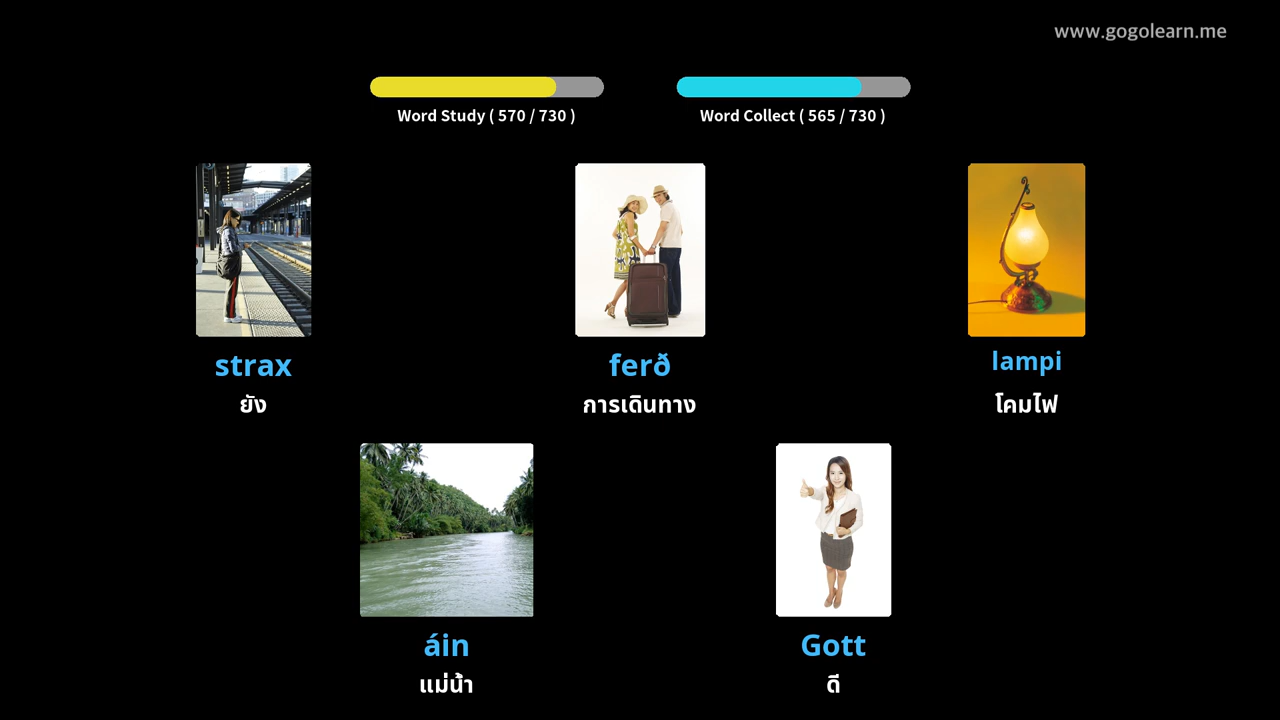 www.gogolearn.me
Word Study ( 570 / 730 )
Word Collect ( 565 / 730 )
strax
ยัง
ferð
การเดินทาง
lampi
โคมไฟ
áin
แม่น้ำ
Gott
ดี